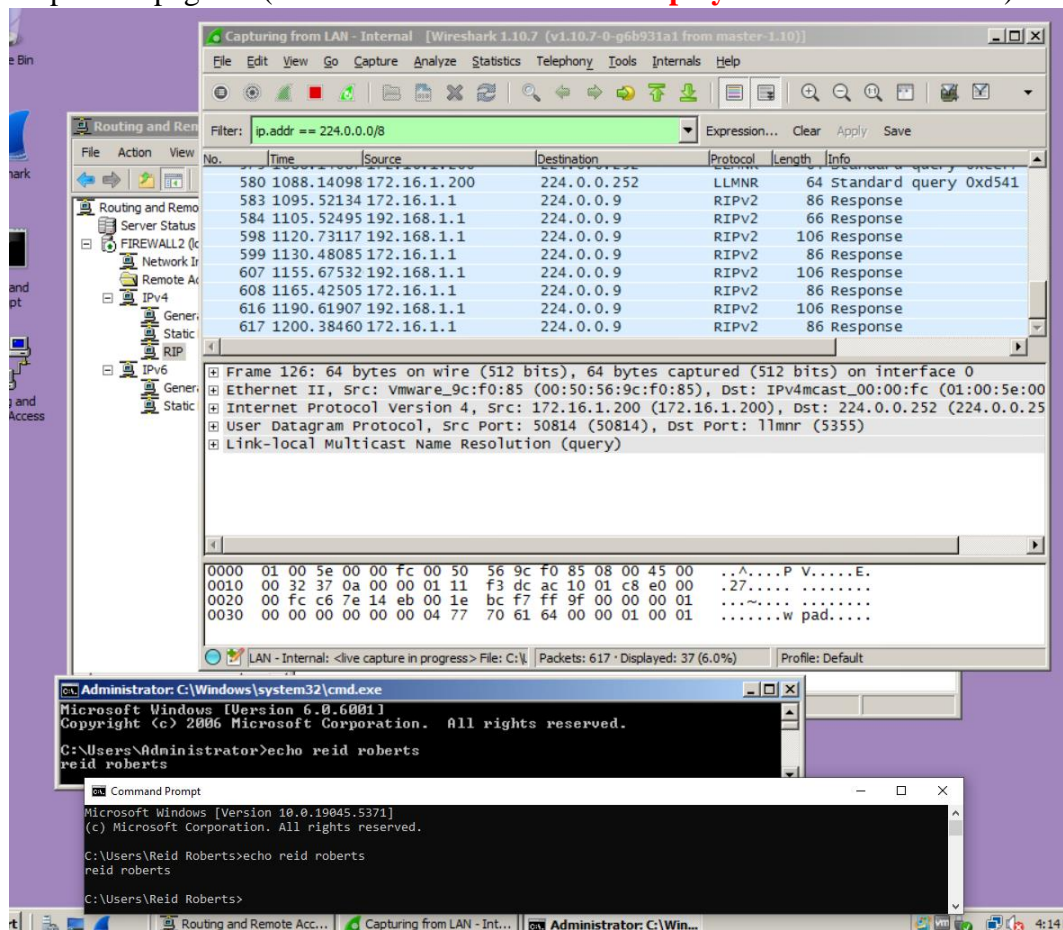 e Bin
Capturing from LAN - Internal [Wireshark 1.10.7 (v1.10.7-0-g6b931a1 from master-1.10)]
File Edit View Go Capture Analyze Statistics Telephony Tools Internals Help
Filter: ip.addr == 224.0.0.0/8 Expression... Clear Apply Save
No. Time Source Destination Protocol Length Info
580 1088.14098 172.16.1.200 224.0.0.252 LLMNR 64 Standard query 0xd541
583 1095.52134 172.16.1.1 224.0.0.9 RIPv2 86 Response
584 1105.52495 192.168.1.1 224.0.0.9 RIPv2 66 Response
598 1120.73117 192.168.1.1 224.0.0.9 RIPv2 106 Response
599 1130.48085 172.16.1.1 224.0.0.9 RIPv2 86 Response
607 1155.67532 192.168.1.1 224.0.0.9 RIPv2 106 Response
608 1165.42505 172.16.1.1 224.0.0.9 RIPv2 86 Response
616 1190.61907 192.168.1.1 224.0.0.9 RIPv2 106 Response
617 1200.38460 172.16.1.1 224.0.0.9 RIPv2 86 Response
Frame 126: 64 bytes on wire (512 bits), 64 bytes captured (512 bits) on interface 0
Ethernet II, Src: Vmware_9c:f0:85 (00:50:56:9c:f0:85), Dst: IPv4mcast_00:00:fc (01:00:5e:00
Internet Protocol Version 4, Src: 172.16.1.200 (172.16.1.200), Dst: 224.0.0.252 (224.0.0.25
User Datagram Protocol, Src Port: 50814 (50814), Dst Port: llmnr (5355)
Link-local Multicast Name Resolution (query)
0000 01 00 5e 00 00 fc 00 50 56 9c f0 85 08 00 45 00 ..^....P V.....E.
0010 00 32 37 0a 00 00 01 11 f3 dc ac 10 01 c8 e0 00 .27..... ........
0020 00 fc c6 7e 14 eb 00 1e bc f7 ff 9f 00 00 00 01 ...~.... ........
0030 00 00 00 00 00 00 04 77 70 61 64 00 00 01 00 01 .......w pad.....
LAN - Internal: <live capture in progress> File: C:\ Packets: 617 · Displayed: 37 (6.0%) Profile: Default
Routing and Ren
File Action View
Routing and Remo
Server Status
FIREWALL2 (lc
Network Ir
Remote Ac
IPv4
Gener
Static
RIP
IPv6
Gener
Static
hark
and
pt
g and
Access
Administrator: C:\Windows\system32\cmd.exe
Microsoft Windows [Version 6.0.6001]
Copyright (c) 2006 Microsoft Corporation. All rights reserved.
C:\Users\Administrator>echo reid roberts
reid roberts
Command Prompt
Microsoft Windows [Version 10.0.19045.5371]
(c) Microsoft Corporation. All rights reserved.
C:\Users\Reid Roberts>echo reid roberts
reid roberts
C:\Users\Reid Roberts>
rt Routing and Remote Acc... Capturing from LAN - Int... Administrator: C:\Win... 4:14